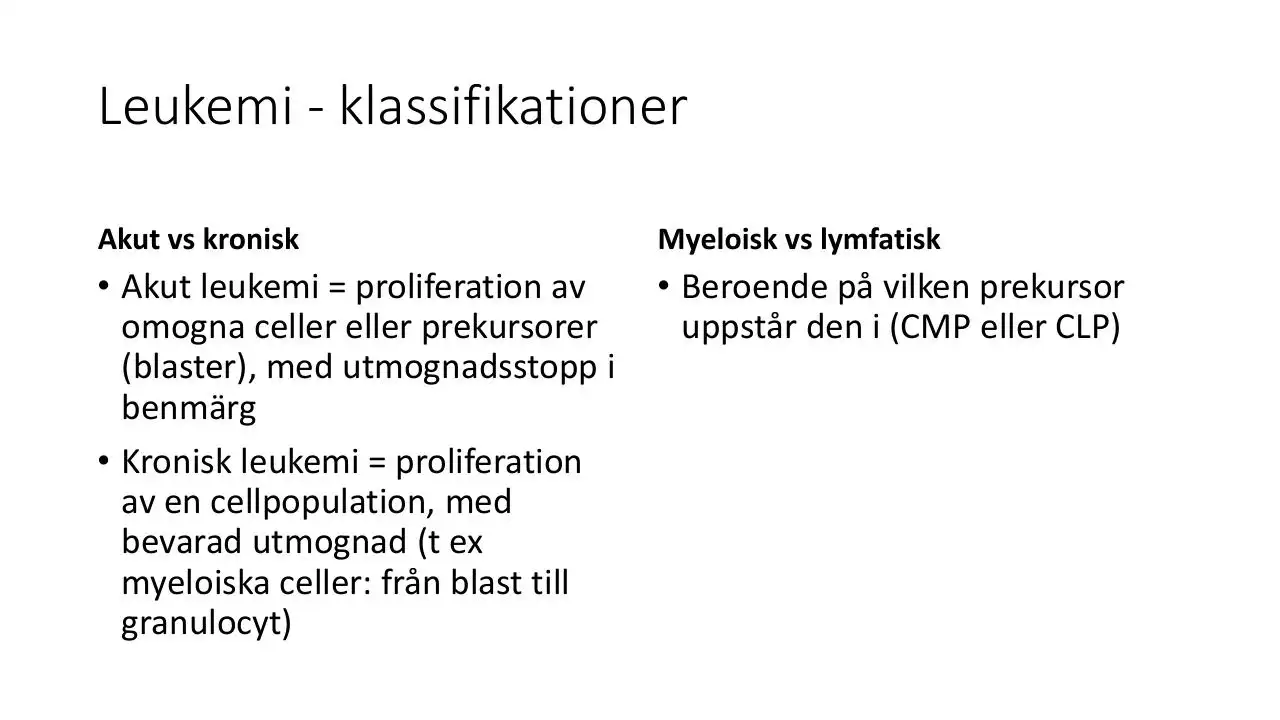 Leukemi - klassifikationer
Akut vs kronisk
• Akut leukemi = proliferation av
omogna celler eller prekursorer
(blaster), med utmognadsstopp i
benmärg
• Kronisk leukemi = proliferation
av en cellpopulation, med
bevarad utmognad (t ex
myeloiska celler: från blast till
granulocyt)
Myeloisk vs lymfatisk
• Beroende på vilken prekursor
uppstår den i (CMP eller CLP)